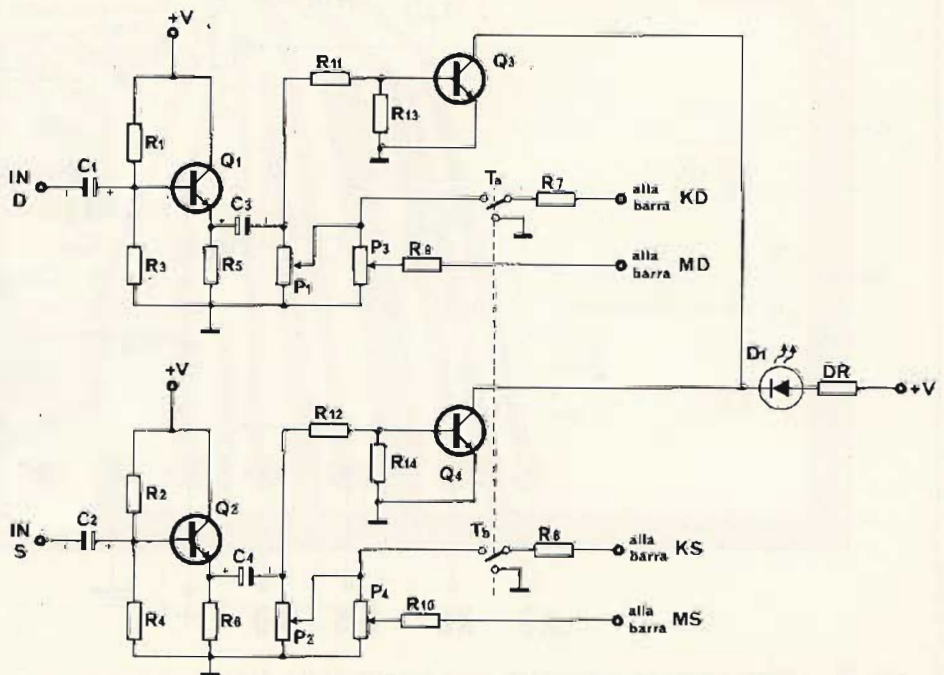 +V
R11
Q3
R13
R1
IN
D
C1
Q1
C3
Ta
R7
alla
barra KD
R3
R5
P1
P3
R9
alla
barra MD
+V
D1
DR
+V
R12
Q4
R14
R2
IN
S
C2
Q2
C4
Tb
R8
alla
barra KS
R4
R6
P2
P4
R10
alla
barra MS